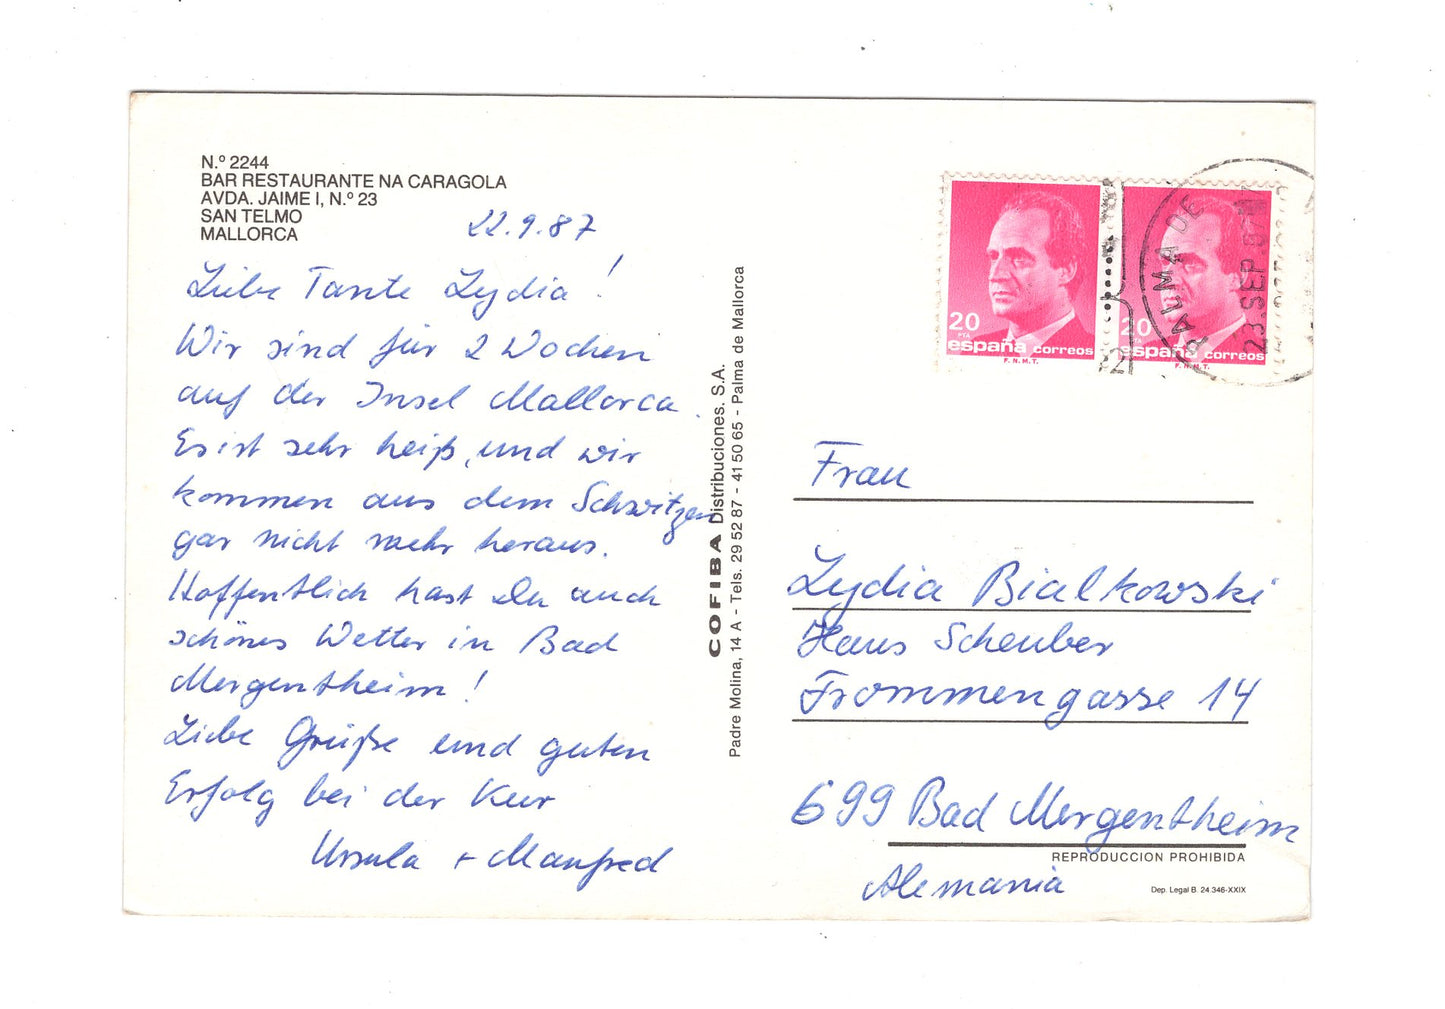 N.º 2244
BAR RESTAURANTE NA CARAGOLA
AVDA. JAIME I, N.º 23
SAN TELMO
MALLORCA
22.9.87
Liebe Tante Lydia!
Wir sind für 2 Wochen
auf der Insel Mallorca.
Es ist sehr heiß, und wir
kommen aus dem Schwitzen
gar nicht mehr heraus.
Hoffentlich hast Du auch
schönes Wetter in Bad
Mergentheim!
Liebe Grüße und guten
Erfolg bei der Kur
Ursula + Manfred
COFIBA Distribuciones. S.A.
Padre Molina, 14 A - Tels. 29 52 87 - 41 50 65 - Palma de Mallorca
20
PTA
españa correos
F.N.M.T.
20
PTA
españa correos
F.N.M.T.
PALMA DE
23.SEP.87
Frau
Lydia Bialkowski
Haus Scheuber
Frommengasse 14
699 Bad Mergentheim
Alemania
REPRODUCCION PROHIBIDA
Dep. Legal B. 24.346-XXIX